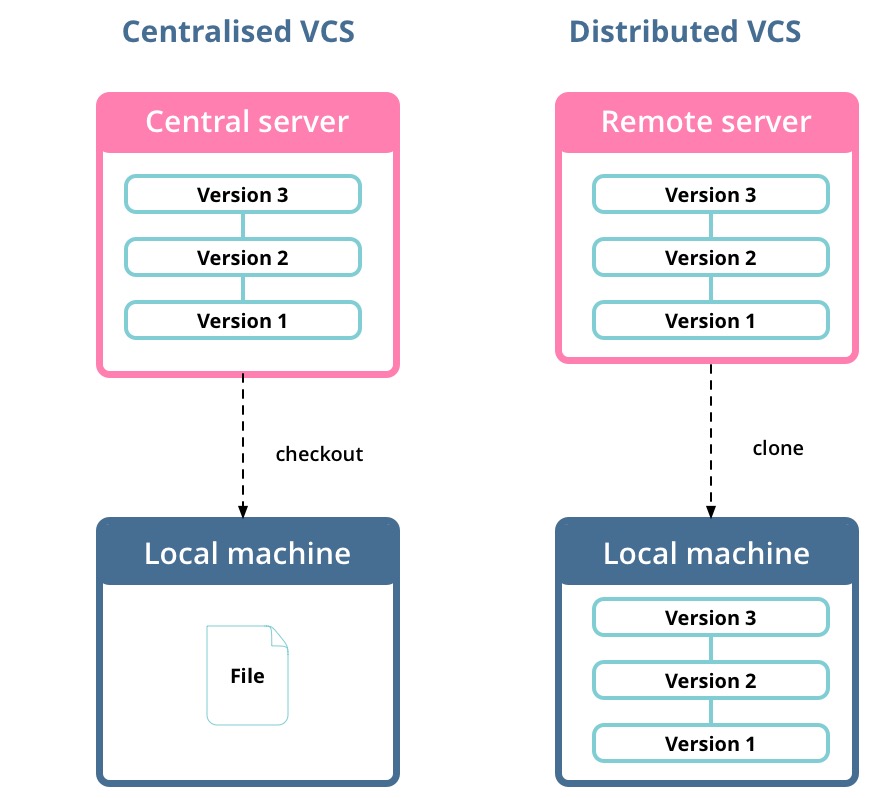 Centralised VCS
Central server
Version 3
Version 2
Version 1
checkout
Local machine
File
Distributed VCS
Remote server
Version 3
Version 2
Version 1
clone
Local machine
Version 3
Version 2
Version 1